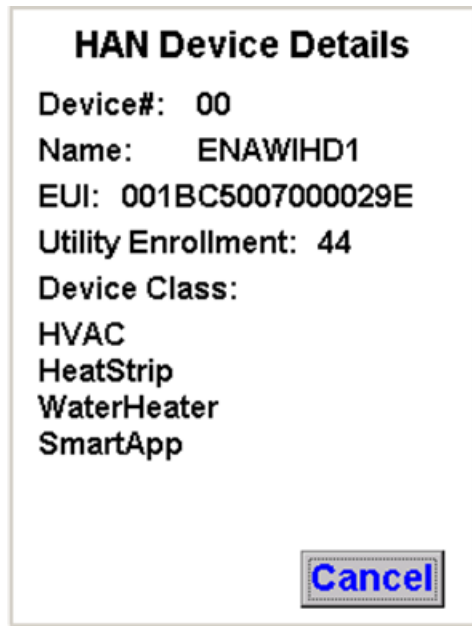 HAN Device Details
Device#: 00
Name: ENAWIHD1
EUI: 001BC5007000029E
Utility Enrollment: 44
Device Class:
HVAC
HeatStrip
WaterHeater
SmartApp
Cancel